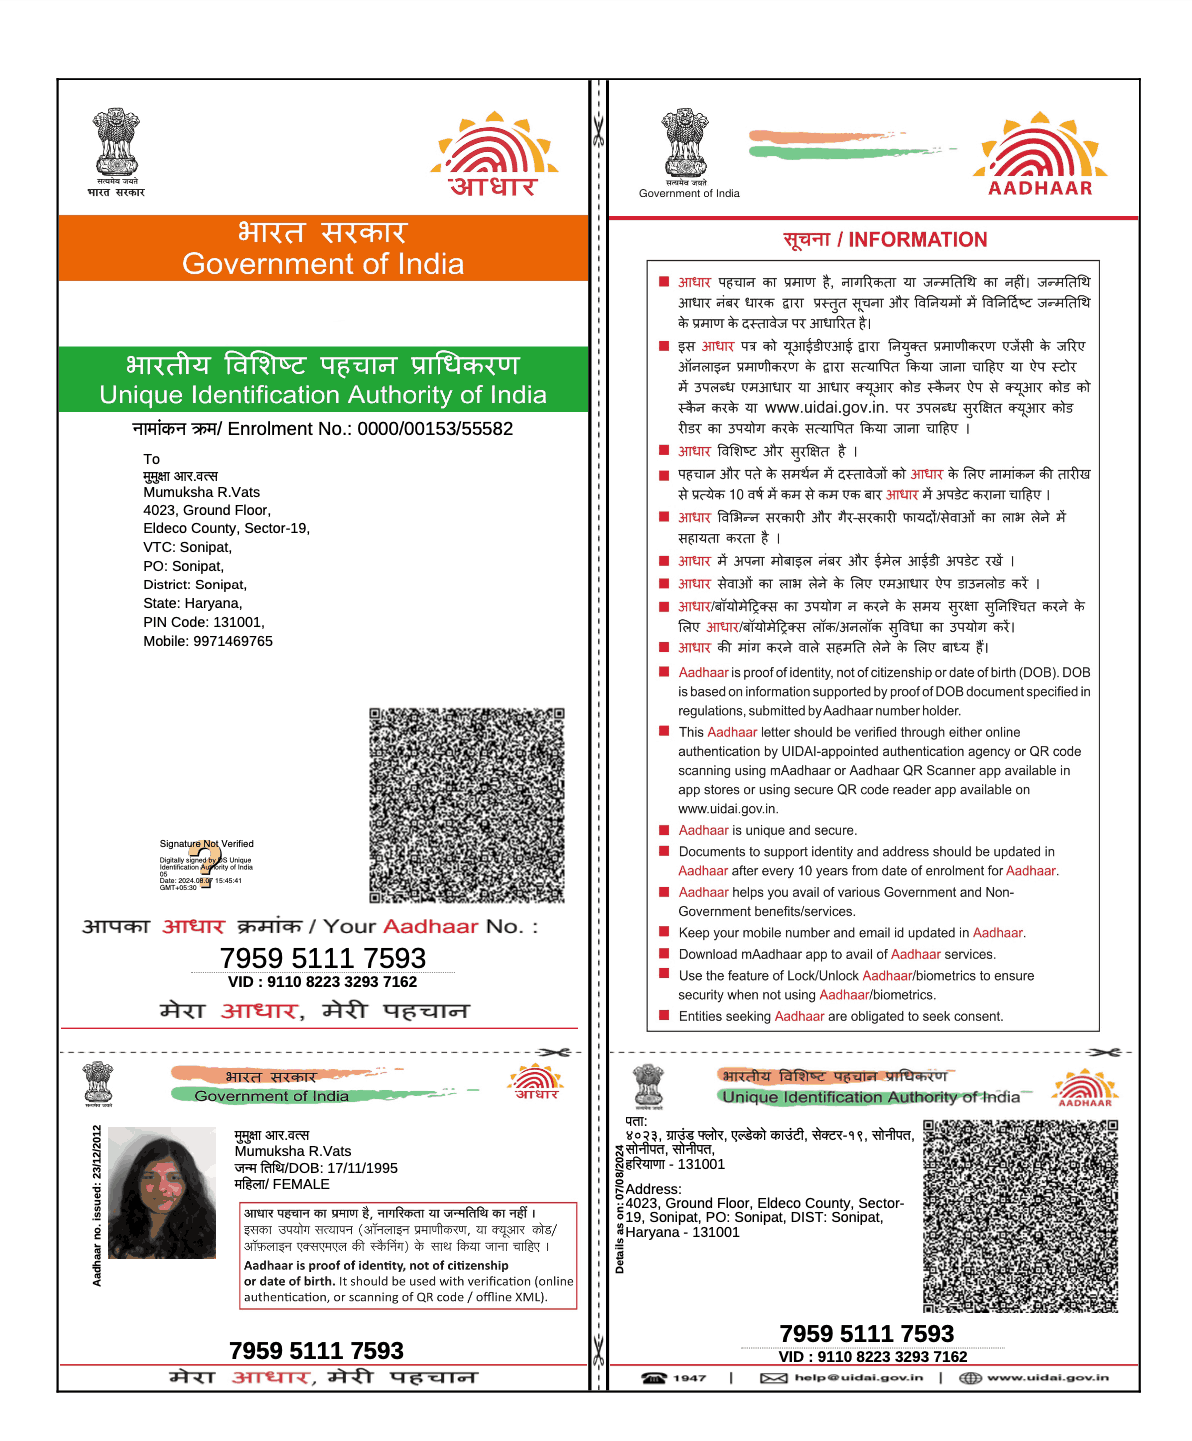 सत्यमेव जयते
भारत सरकार
आधार
भारत सरकार
Government of India
भारतीय विशिष्ट पहचान प्राधिकरण
Unique Identification Authority of India
नामांकन क्रम/ Enrolment No.: 0000/00153/55582
To
मुमुक्षा आर.वत्स
Mumuksha R.Vats
4023, Ground Floor,
Eldeco County, Sector-19,
VTC: Sonipat,
PO: Sonipat,
District: Sonipat,
State: Haryana,
PIN Code: 131001,
Mobile: 9971469765
Signature Not Verified
Digitally signed by DS Unique
Identification Authority of India
05
Date: 2024.08.07 15:45:41
GMT+05:30
आपका आधार क्रमांक / Your Aadhaar No. :
7959 5111 7593
VID : 9110 8223 3293 7162
मेरा आधार, मेरी पहचान
सत्यमेव जयते
Government of India
AADHAAR
सूचना / INFORMATION
आधार पहचान का प्रमाण है, नागरिकता या जन्मतिथि का नहीं। जन्मतिथि
आधार नंबर धारक द्वारा प्रस्तुत सूचना और विनियमों में विनिर्दिष्ट जन्मतिथि
के प्रमाण के दस्तावेज पर आधारित है।
इस आधार पत्र को यूआईडीएआई द्वारा नियुक्त प्रमाणीकरण एजेंसी के जरिए
ऑनलाइन प्रमाणीकरण के द्वारा सत्यापित किया जाना चाहिए या ऐप स्टोर
में उपलब्ध एमआधार या आधार क्यूआर कोड स्कैनर ऐप से क्यूआर कोड को
स्कैन करके या www.uidai.gov.in. पर उपलब्ध सुरक्षित क्यूआर कोड
रीडर का उपयोग करके सत्यापित किया जाना चाहिए ।
आधार विशिष्ट और सुरक्षित है ।
पहचान और पते के समर्थन में दस्तावेजों को आधार के लिए नामांकन की तारीख
से प्रत्येक 10 वर्ष में कम से कम एक बार आधार में अपडेट कराना चाहिए ।
आधार विभिन्न सरकारी और गैर-सरकारी फायदों/सेवाओं का लाभ लेने में
सहायता करता है ।
आधार में अपना मोबाइल नंबर और ईमेल आईडी अपडेट रखें ।
आधार सेवाओं का लाभ लेने के लिए एमआधार ऐप डाउनलोड करें ।
आधार/बॉयोमेट्रिक्स का उपयोग न करने के समय सुरक्षा सुनिश्चित करने के
लिए आधार/बॉयोमेट्रिक्स लॉक/अनलॉक सुविधा का उपयोग करें।
आधार की मांग करने वाले सहमति लेने के लिए बाध्य हैं।
Aadhaar is proof of identity, not of citizenship or date of birth (DOB). DOB
is based on information supported by proof of DOB document specified in
regulations, submitted by Aadhaar number holder.
This Aadhaar letter should be verified through either online
authentication by UIDAI-appointed authentication agency or QR code
scanning using mAadhaar or Aadhaar QR Scanner app available in
app stores or using secure QR code reader app available on
www.uidai.gov.in.
Aadhaar is unique and secure.
Documents to support identity and address should be updated in
Aadhaar after every 10 years from date of enrolment for Aadhaar.
Aadhaar helps you avail of various Government and Non-
Government benefits/services.
Keep your mobile number and email id updated in Aadhaar.
Download mAadhaar app to avail of Aadhaar services.
Use the feature of Lock/Unlock Aadhaar/biometrics to ensure
security when not using Aadhaar/biometrics.
Entities seeking Aadhaar are obligated to seek consent.
सत्यमेव जयते
भारत सरकार
Government of India
आधार
Aadhaar no. issued: 23/12/2012
मुमुक्षा आर.वत्स
Mumuksha R.Vats
जन्म तिथि/DOB: 17/11/1995
महिला/ FEMALE
आधार पहचान का प्रमाण है, नागरिकता या जन्मतिथि का नहीं ।
इसका उपयोग सत्यापन (ऑनलाइन प्रमाणीकरण, या क्यूआर कोड/
ऑफ़लाइन एक्सएमएल की स्कैनिंग) के साथ किया जाना चाहिए ।
Aadhaar is proof of identity, not of citizenship
or date of birth. It should be used with verification (online
authentication, or scanning of QR code / offline XML).
7959 5111 7593
मेरा आधार, मेरी पहचान
सत्यमेव जयते
भारतीय विशिष्ट पहचान प्राधिकरण
Unique Identification Authority of India
AADHAAR
Details as on: 07/08/2024
पता:
४०२३, ग्राउंड फ्लोर, एल्डेको काउंटी, सेक्टर-१९, सोनीपत,
सोनीपत, सोनीपत,
हरियाणा - 131001
Address:
4023, Ground Floor, Eldeco County, Sector-
19, Sonipat, PO: Sonipat, DIST: Sonipat,
Haryana - 131001
7959 5111 7593
VID : 9110 8223 3293 7162
1947 | help@uidai.gov.in | www.uidai.gov.in